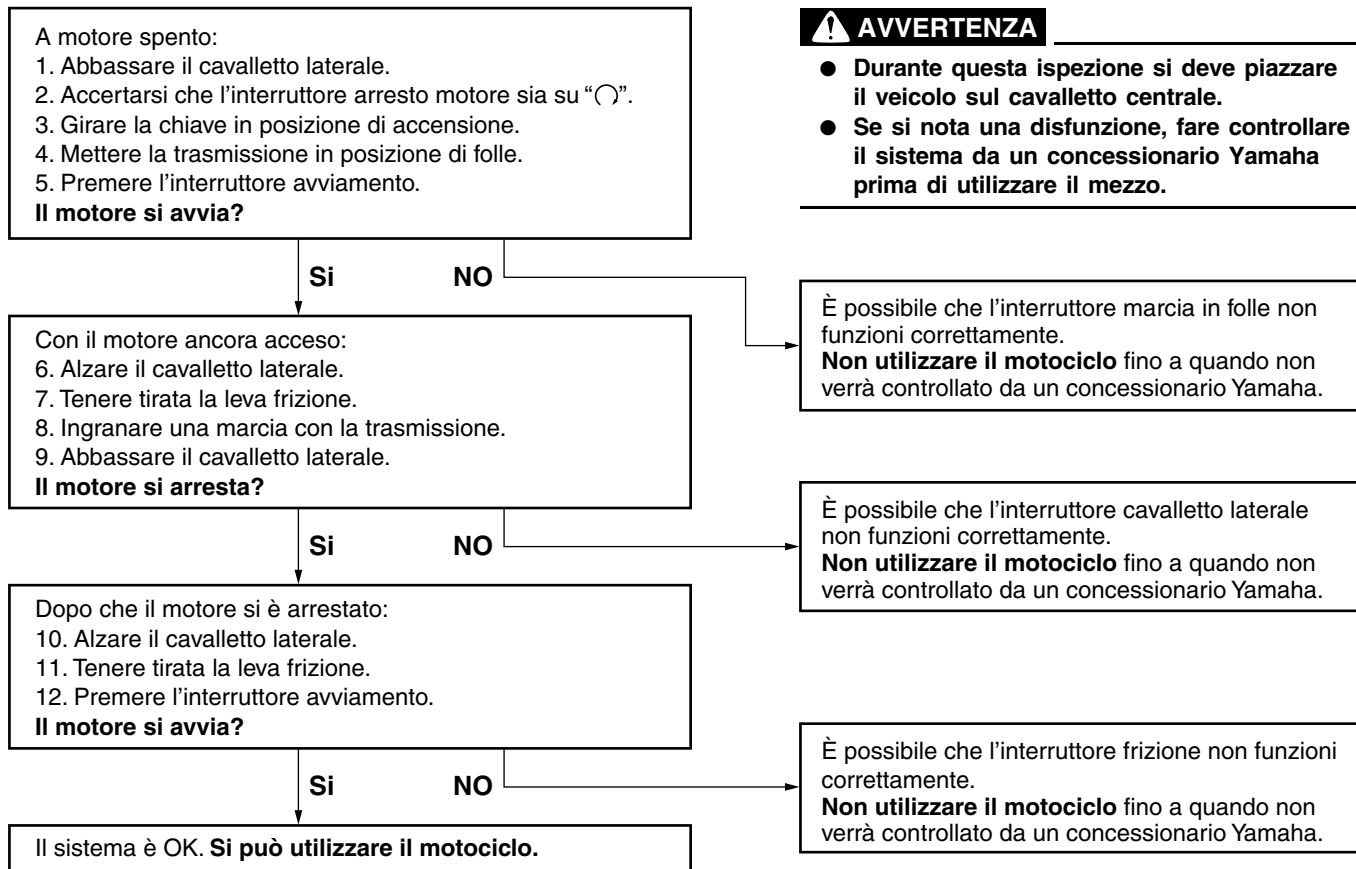 A motore spento:
1. Abbassare il cavalletto laterale.
2. Accertarsi che l'interruttore arresto motore sia su “○”.
3. Girare la chiave in posizione di accensione.
4. Mettere la trasmissione in posizione di folle.
5. Premere l'interruttore avviamento.
Il motore si avvia?
AVVERTENZA
● Durante questa ispezione si deve piazzare
il veicolo sul cavalletto centrale.
● Se si nota una disfunzione, fare controllare
il sistema da un concessionario Yamaha
prima di utilizzare il mezzo.
Si NO
È possibile che l'interruttore marcia in folle non
funzioni correttamente.
Non utilizzare il motociclo fino a quando non
verrà controllato da un concessionario Yamaha.
Con il motore ancora acceso:
6. Alzare il cavalletto laterale.
7. Tenere tirata la leva frizione.
8. Ingranare una marcia con la trasmissione.
9. Abbassare il cavalletto laterale.
Il motore si arresta?
Si NO
È possibile che l'interruttore cavalletto laterale
non funzioni correttamente.
Non utilizzare il motociclo fino a quando non
verrà controllato da un concessionario Yamaha.
Dopo che il motore si è arrestato:
10. Alzare il cavalletto laterale.
11. Tenere tirata la leva frizione.
12. Premere l'interruttore avviamento.
Il motore si avvia?
Si NO
È possibile che l'interruttore frizione non funzioni
correttamente.
Non utilizzare il motociclo fino a quando non
verrà controllato da un concessionario Yamaha.
Il sistema è OK. Si può utilizzare il motociclo.